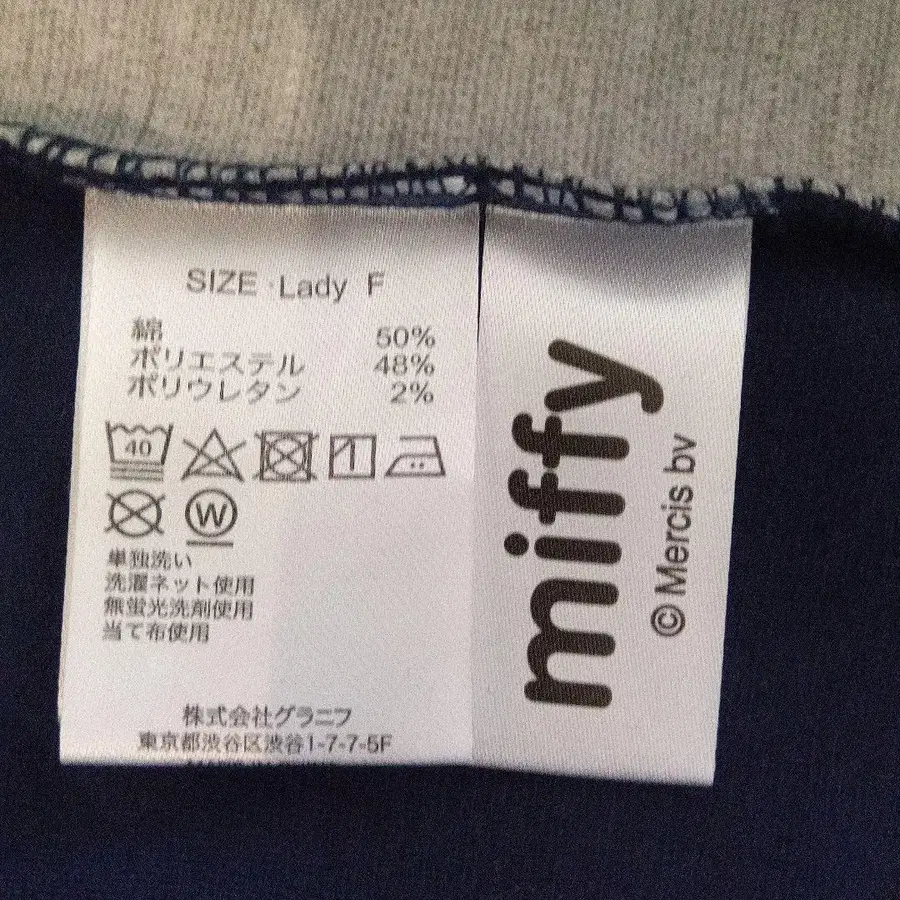 SIZE · Lady F
綿 50%
ポリエステル 48%
ポリウレタン 2%
40
W
単独洗い
洗濯ネット使用
無蛍光洗剤使用
当て布使用
株式会社グラニフ
東京都渋谷区渋谷1-7-7-5F
miffy
© Mercis bv